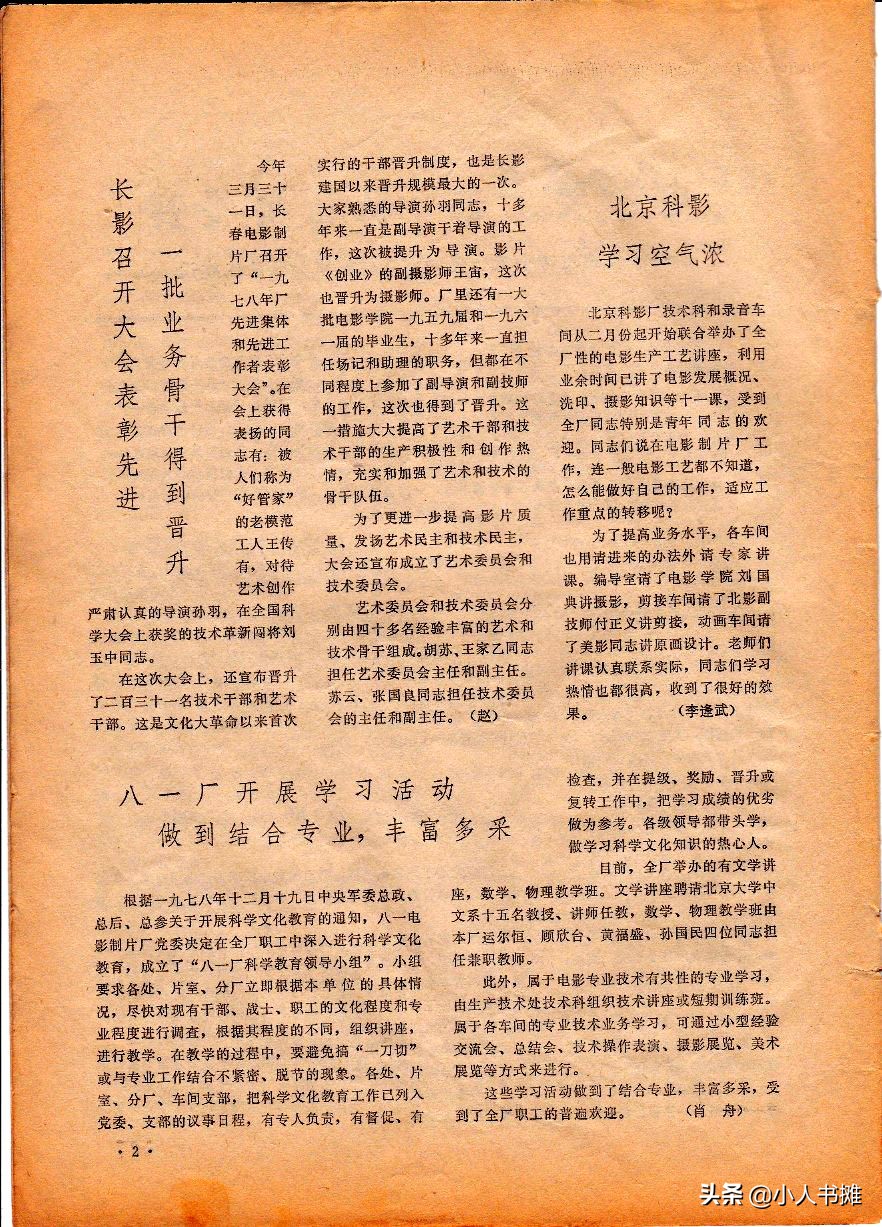 长影召开大会表彰先进
一批业务骨干得到晋升
今年
三月三十
一日，长
春电影制
片厂召开
了“一九
七八年厂
先进集体
和先进工
作者表彰
大会”。在
会上获得
表扬的同
志有：被
人们称为
“好管家”
的老模范
工人王传
有，对待
艺术创作
严肃认真的导演孙羽，在全国科
学大会上获奖的技术革新闯将刘
玉中同志。
在这次大会上，还宣布晋升
了二百三十一名技术干部和艺术
干部。这是文化大革命以来首次
实行的干部晋升制度，也是长影
建国以来晋升规模最大的一次。
大家熟悉的导演孙羽同志，十多
年来一直是副导演干着导演的工
作，这次被提升为导演。影片
《创业》的副摄影师王宙，这次
也晋升为摄影师。厂里还有一大
批电影学院一九五九届和一九六
一届的毕业生，十多年来一直担
任场记和助理的职务，但都在不
同程度上参加了副导演和副技师
的工作，这次也得到了晋升。这
一措施大大提高了艺术干部和技
术干部的生产积极性和创作热
情，充实和加强了艺术和技术的
骨干队伍。
为了更进一步提高影片质
量、发扬艺术民主和技术民主，
大会还宣布成立了艺术委员会和
技术委员会。
艺术委员会和技术委员会分
别由四十多名经验丰富的艺术和
技术骨干组成。胡苏、王家乙同志
担任艺术委员会主任和副主任。
苏云、张国良同志担任技术委员
会的主任和副主任。（赵）
北京科影
学习空气浓
北京科影厂技术科和录音车
间从二月份起开始联合举办了全
厂性的电影生产工艺讲座，利用
业余时间已讲了电影发展概况、
洗印、摄影知识等十一课，受到
全厂同志特别是青年同志的欢
迎。同志们说在电影制片厂工
作，连一般电影工艺都不知道，
怎么能做好自己的工作，适应工
作重点的转移呢？
为了提高业务水平，各车间
也用请进来的办法外请专家讲
课。编导室请了电影学院刘国
典讲摄影，剪接车间请了北影副
技师付正义讲剪接，动画车间请
了美影同志讲原画设计。老师们
讲课认真联系实际，同志们学习
热情也都很高，收到了很好的效
果。（李逢武）
八一厂开展学习活动
做到结合专业，丰富多采
根据一九七八年十二月十九日中央军委总政、
总后、总参关于开展科学文化教育的通知，八一电
影制片厂党委决定在全厂职工中深入进行科学文化
教育，成立了“八一厂科学教育领导小组”。小组
要求各处、片室、分厂立即根据本单位的具体情
况，尽快对现有干部、战士、职工的文化程度和专
业程度进行调查，根据其程度的不同，组织讲座，
进行教学。在教学的过程中，要避免搞“一刀切”
或与专业工作结合不紧密、脱节的现象。各处、片
室、分厂、车间支部，把科学文化教育工作已列入
党委、支部的议事日程，有专人负责，有督促、有
检查，并在提级、奖励、晋升或
复转工作中，把学习成绩的优劣
做为参考。各级领导都带头学，
做学习科学文化知识的热心人。
目前，全厂举办的有文学讲
座，数学、物理教学班。文学讲座聘请北京大学中
文系十五名教授、讲师任教，数学、物理教学班由
本厂运尔恒、顾欣台、黄福盛、孙国民四位同志担
任兼职教师。
此外，属于电影专业技术有共性的专业学习，
由生产技术处技术科组织技术讲座或短期训练班。
属于各车间的专业技术业务学习，可通过小型经验
交流会、总结会、技术操作表演、摄影展览、美术
展览等方式来进行。
这些学习活动做到了结合专业，丰富多采，受
到了全厂职工的普遍欢迎。（肖 舟）
·2·
头条 @小人书摊